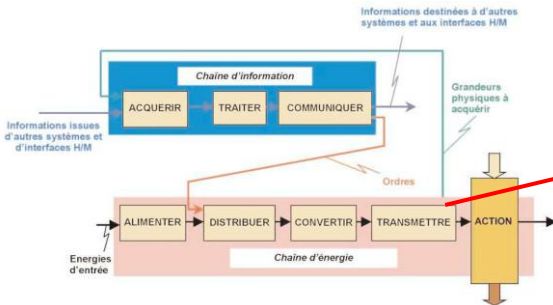 Informations destinées à d'autres
systèmes et aux interfaces H/M
Chaîne d'information
ACQUERIR
TRAITER
COMMUNIQUER
Grandeurs
physiques à
acquérir
Informations issues
d'autres systèmes et
d'interfaces H/M
Ordres
ALIMENTER
DISTRIBUER
CONVERTIR
TRANSMETTRE
ACTION
Energies
d'entrée
Chaîne d'énergie